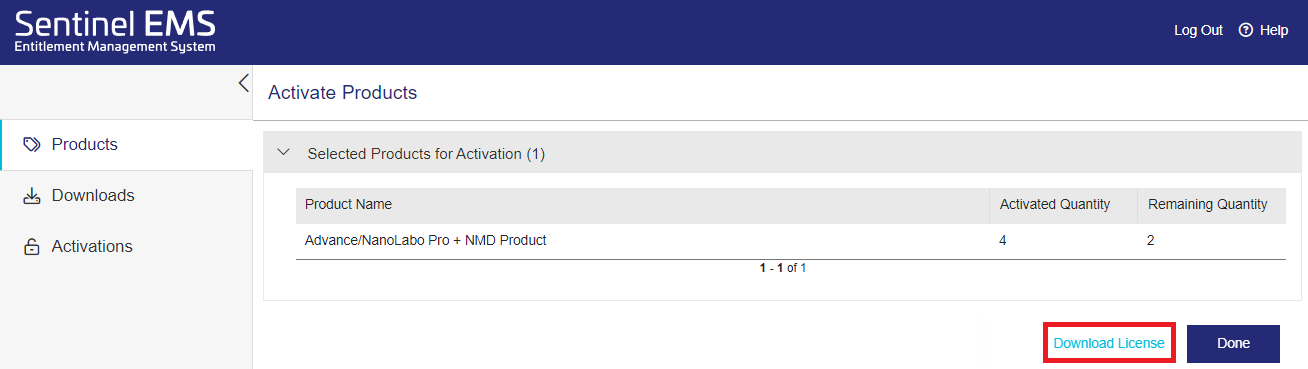 Sentinel EMS
Entitlement Management System
Log Out Help
Activate Products
Products
Downloads
Activations
Selected Products for Activation (1)
Product Name Activated Quantity Remaining Quantity
Advance/NanoLabo Pro + NMD Product 4 2
1 - 1 of 1
Download License Done